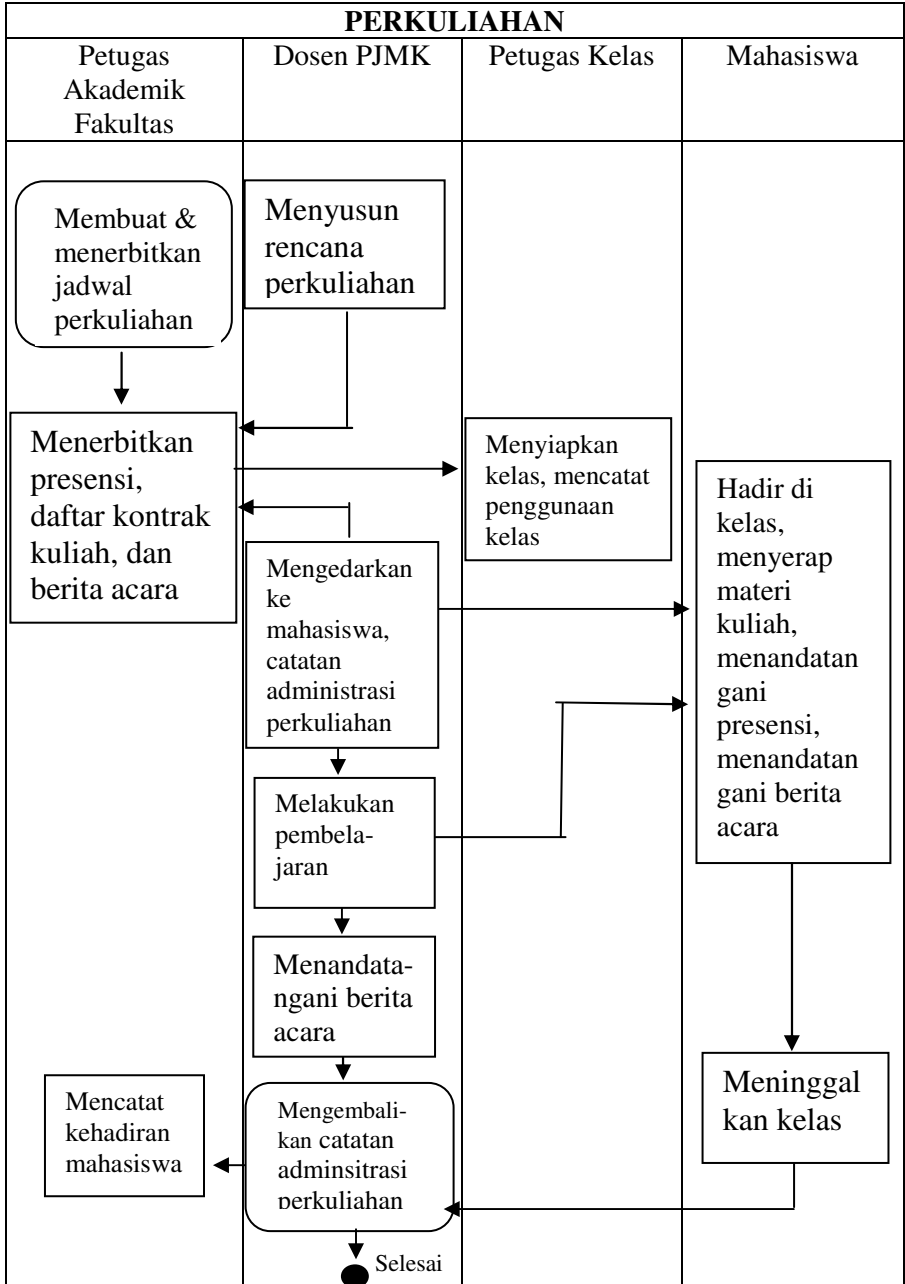 PERKULIAHAN
Petugas
Akademik
Fakultas
Dosen PJMK
Petugas Kelas
Mahasiswa
Membuat &
menerbitkan
jadwal
perkuliahan
Menyusun
rencana
perkuliahan
Menerbitkan
presensi,
daftar kontrak
kuliah, dan
berita acara
Menyiapkan
kelas, mencatat
penggunaan
kelas
Mengedarkan
ke
mahasiswa,
catatan
administrasi
perkuliahan
Hadir di
kelas,
menyerap
materi
kuliah,
menandatan
gani
presensi,
menandatan
gani berita
acara
Melakukan
pembela-
jaran
Menandata-
ngani berita
acara
Meninggal
kan kelas
Mencatat
kehadiran
mahasiswa
Mengembali-
kan catatan
adminsitrasi
perkuliahan
Selesai